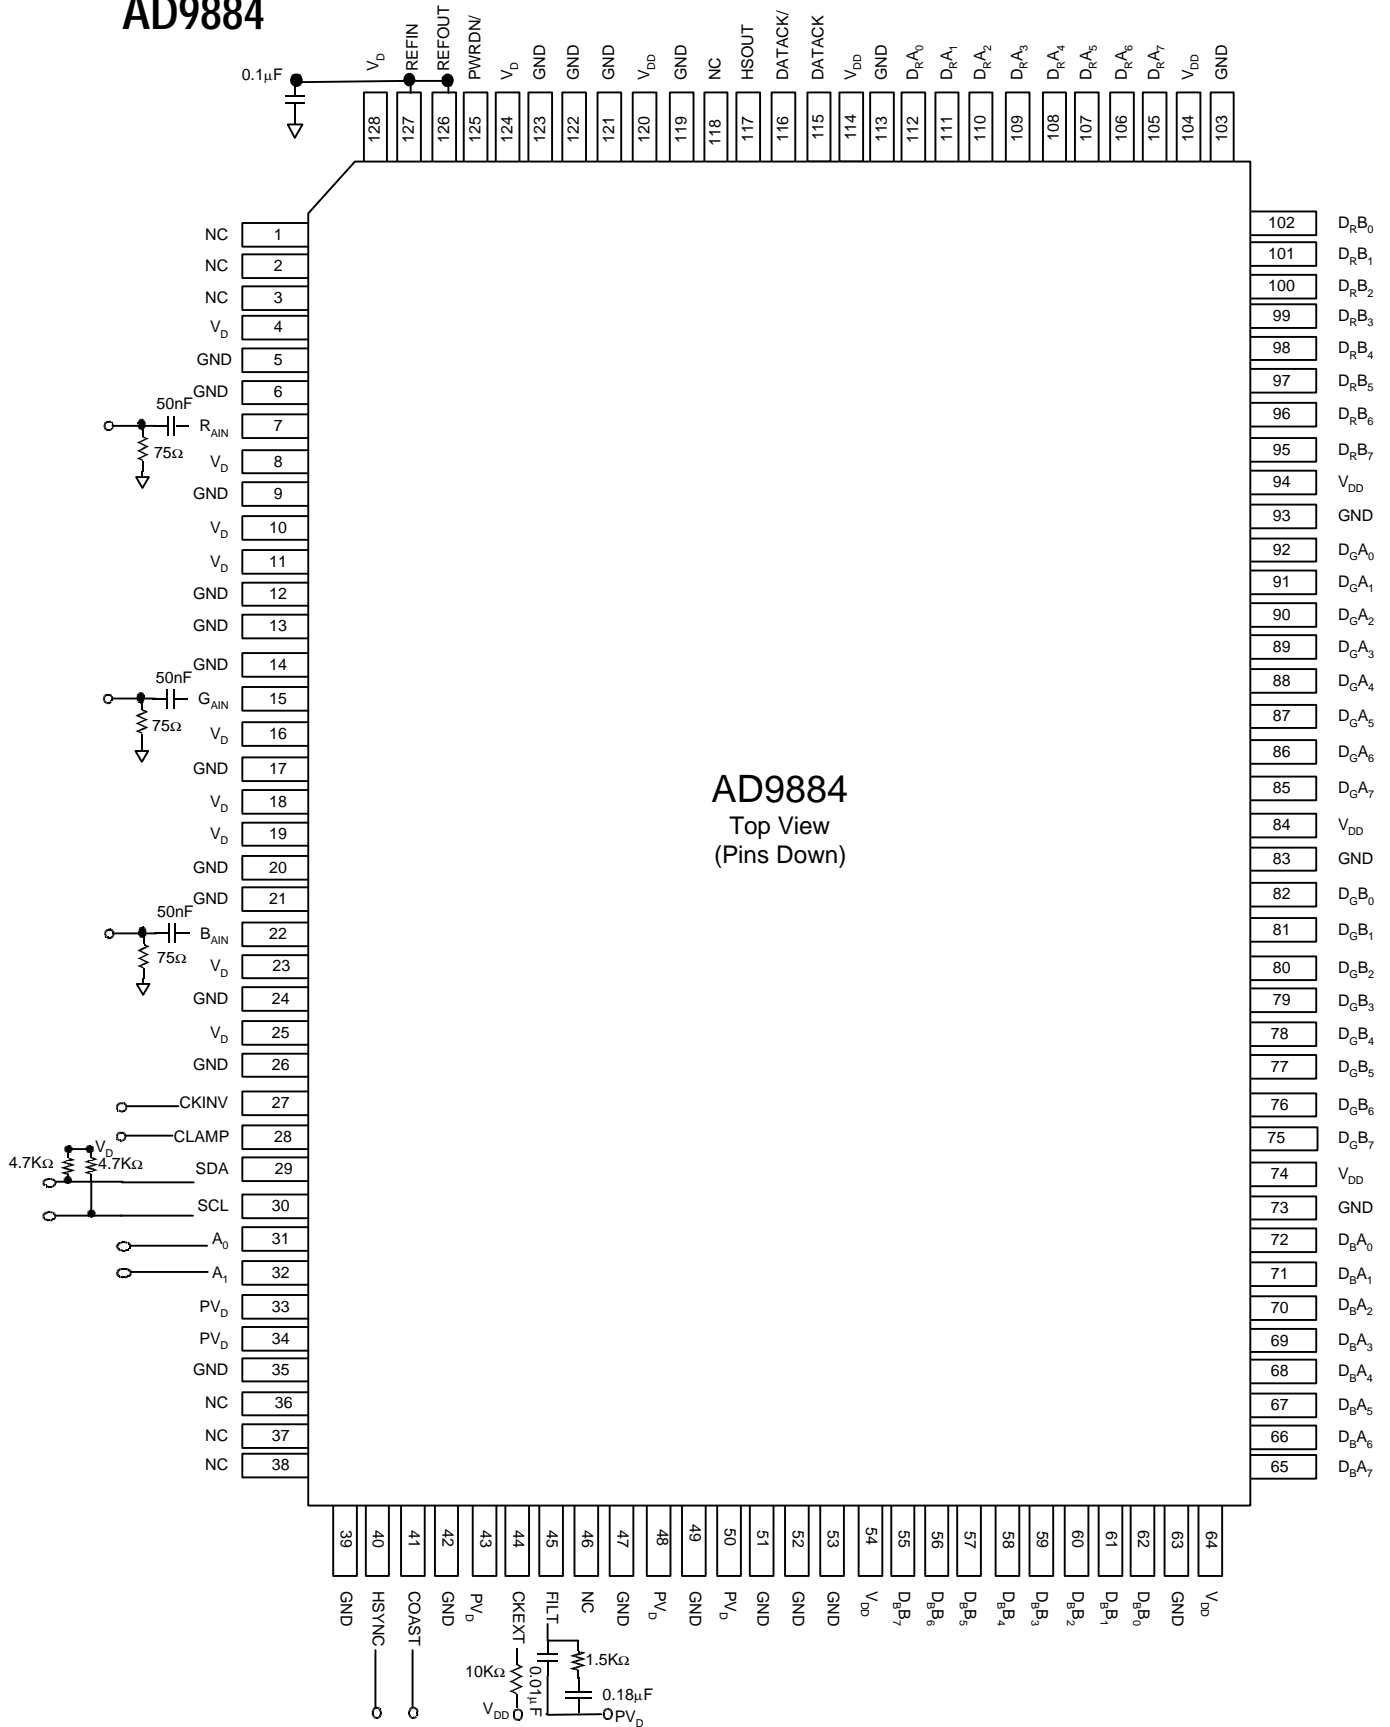 AD9884
0.1µF
V_D
REFIN
REFOUT
PWRDN/
V_D
GND
GND
GND
V_DD
GND
NC
HSOUT
DATACK/
DATACK
V_DD
GND
D_RA_0
D_RA_1
D_RA_2
D_RA_3
D_RA_4
D_RA_5
D_RA_6
D_RA_7
V_DD
GND
128 127 126 125 124 123 122 121 120 119 118 117 116 115 114 113 112 111 110 109 108 107 106 105 104 103
NC 1
NC 2
NC 3
V_D 4
GND 5
GND 6
50nF
R_AIN 7
75Ω
V_D 8
GND 9
V_D 10
V_D 11
GND 12
GND 13
GND 14
50nF
G_AIN 15
75Ω
V_D 16
GND 17
V_D 18
V_D 19
GND 20
GND 21
50nF
B_AIN 22
75Ω
V_D 23
GND 24
V_D 25
GND 26
CKINV 27
CLAMP 28
V_D
4.7KΩ 4.7KΩ
SDA 29
SCL 30
A_0 31
A_1 32
PV_D 33
PV_D 34
GND 35
NC 36
NC 37
NC 38
AD9884
Top View
(Pins Down)
102 D_RB_0
101 D_RB_1
100 D_RB_2
99 D_RB_3
98 D_RB_4
97 D_RB_5
96 D_RB_6
95 D_RB_7
94 V_DD
93 GND
92 D_GA_0
91 D_GA_1
90 D_GA_2
89 D_GA_3
88 D_GA_4
87 D_GA_5
86 D_GA_6
85 D_GA_7
84 V_DD
83 GND
82 D_GB_0
81 D_GB_1
80 D_GB_2
79 D_GB_3
78 D_GB_4
77 D_GB_5
76 D_GB_6
75 D_GB_7
74 V_DD
73 GND
72 D_BA_0
71 D_BA_1
70 D_BA_2
69 D_BA_3
68 D_BA_4
67 D_BA_5
66 D_BA_6
65 D_BA_7
39 40 41 42 43 44 45 46 47 48 49 50 51 52 53 54 55 56 57 58 59 60 61 62 63 64
GND
HSYNC
COAST
GND
PV_D
CKEXT
FILT
NC
GND
PV_D
GND
PV_D
GND
GND
GND
V_DD
D_BB_7
D_BB_6
D_BB_5
D_BB_4
D_BB_3
D_BB_2
D_BB_1
D_BB_0
GND
V_DD
10KΩ
0.01µF
1.5KΩ
0.18µF
V_DD
PV_D